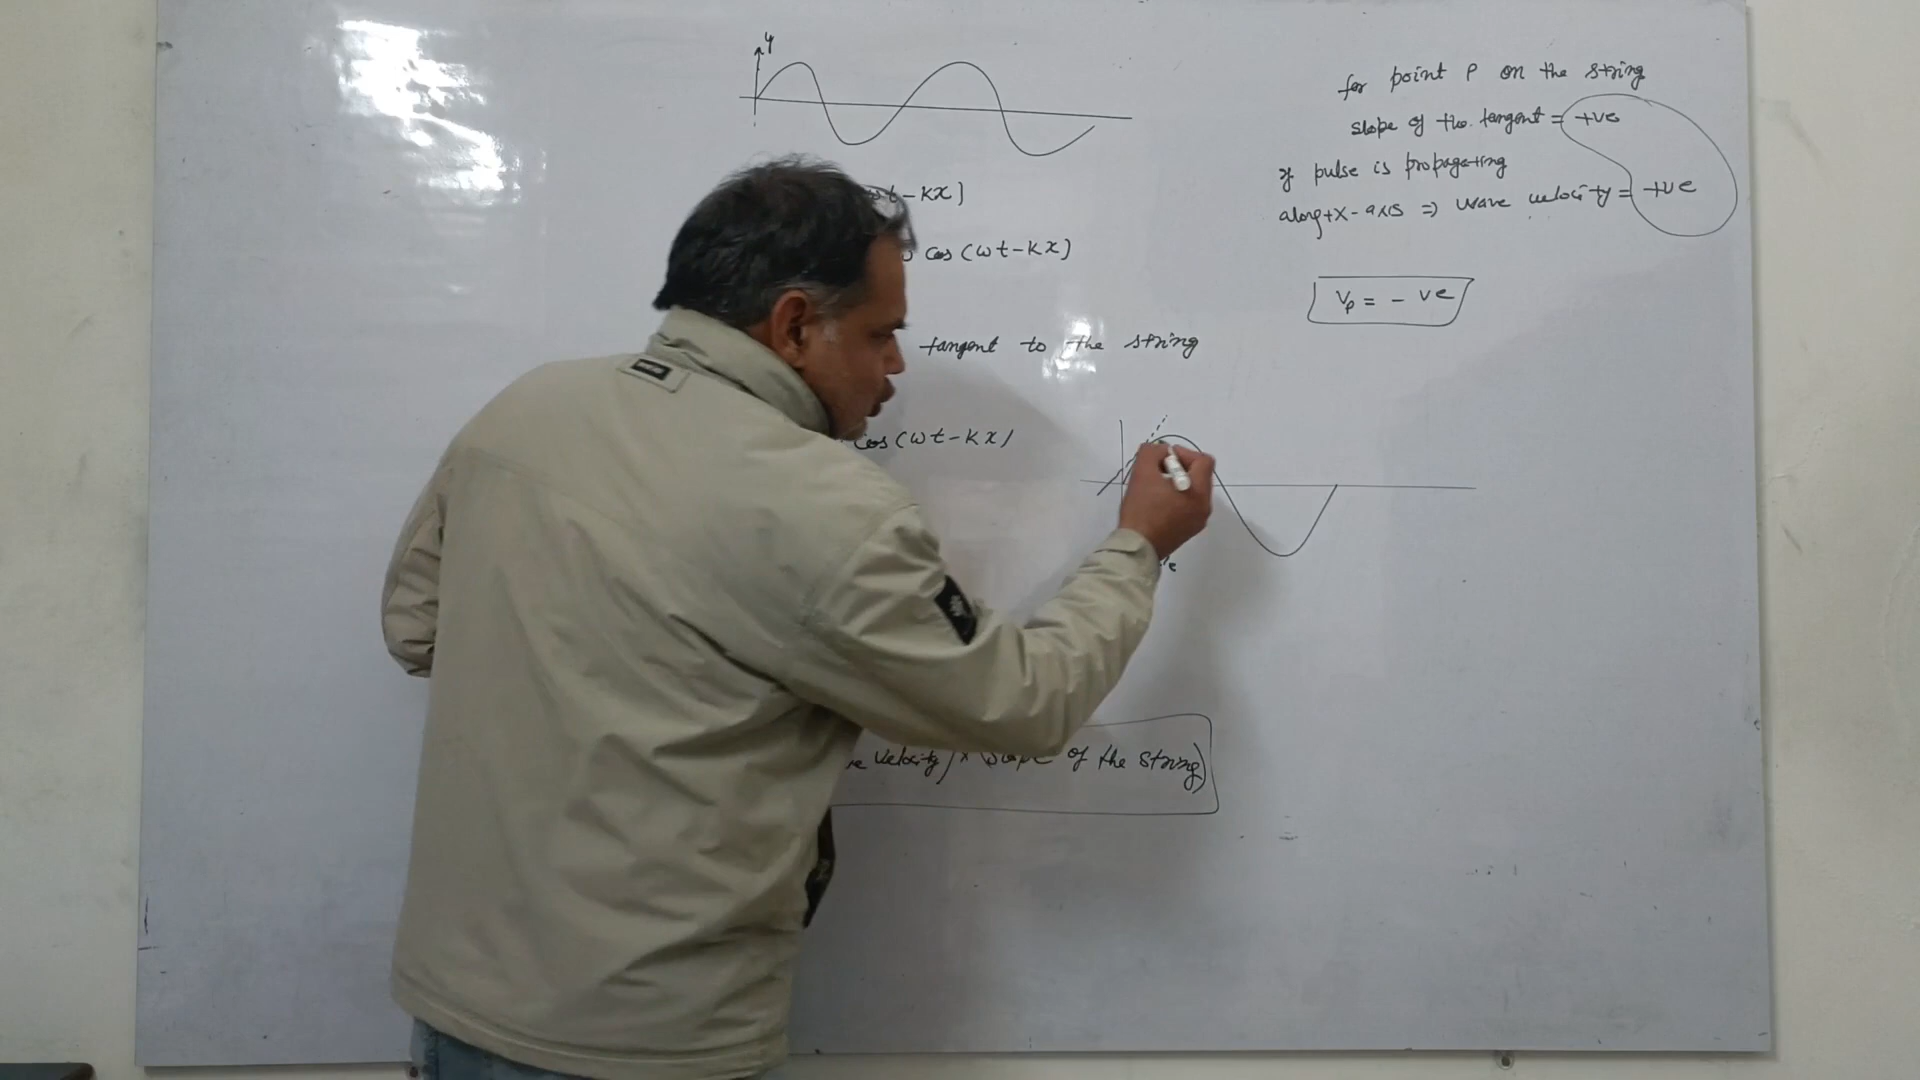 y
ωt-kx]
cos(ωt-kx)
tangent to the string
cos(ωt-kx)
velocity) x (slope of the string)
for point P on the string
slope of the tangent = +ve
if pulse is propagating
along +x-axis ⇒ wave velocity = +ve
Vp = - ve